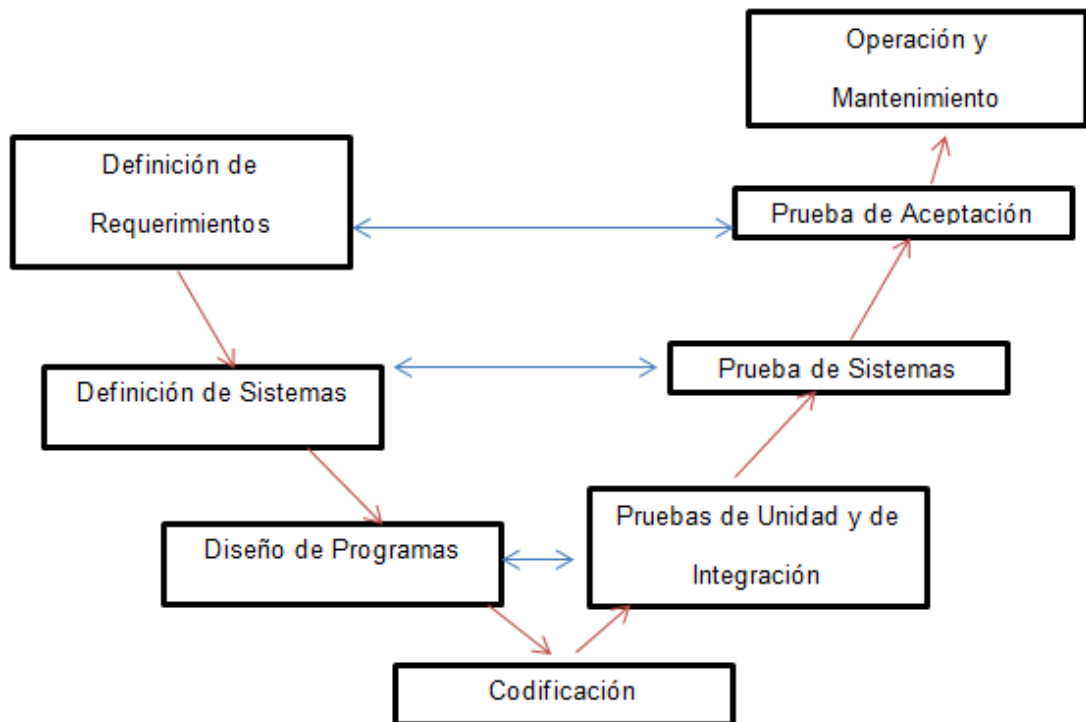 Operación y
Mantenimiento
Definición de
Requerimientos
Prueba de Aceptación
Definición de Sistemas
Prueba de Sistemas
Diseño de Programas
Pruebas de Unidad y de
Integración
Codificación